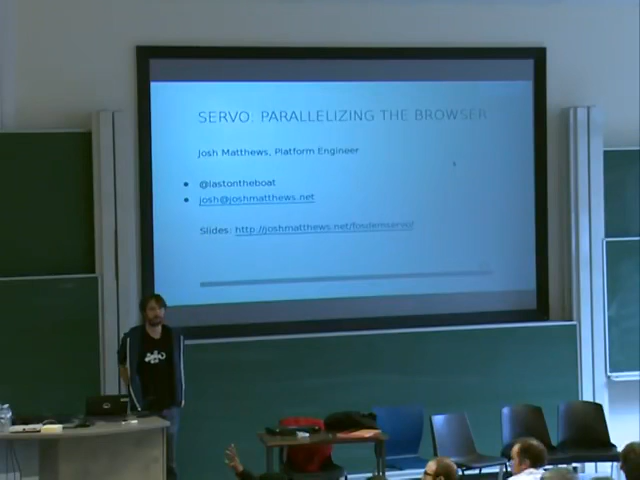 SERVO: PARALLELIZING THE BROWSER
Josh Matthews, Platform Engineer
@lastontheboat
josh@joshmatthews.net
Slides: http://joshmatthews.net/fosdemservo/